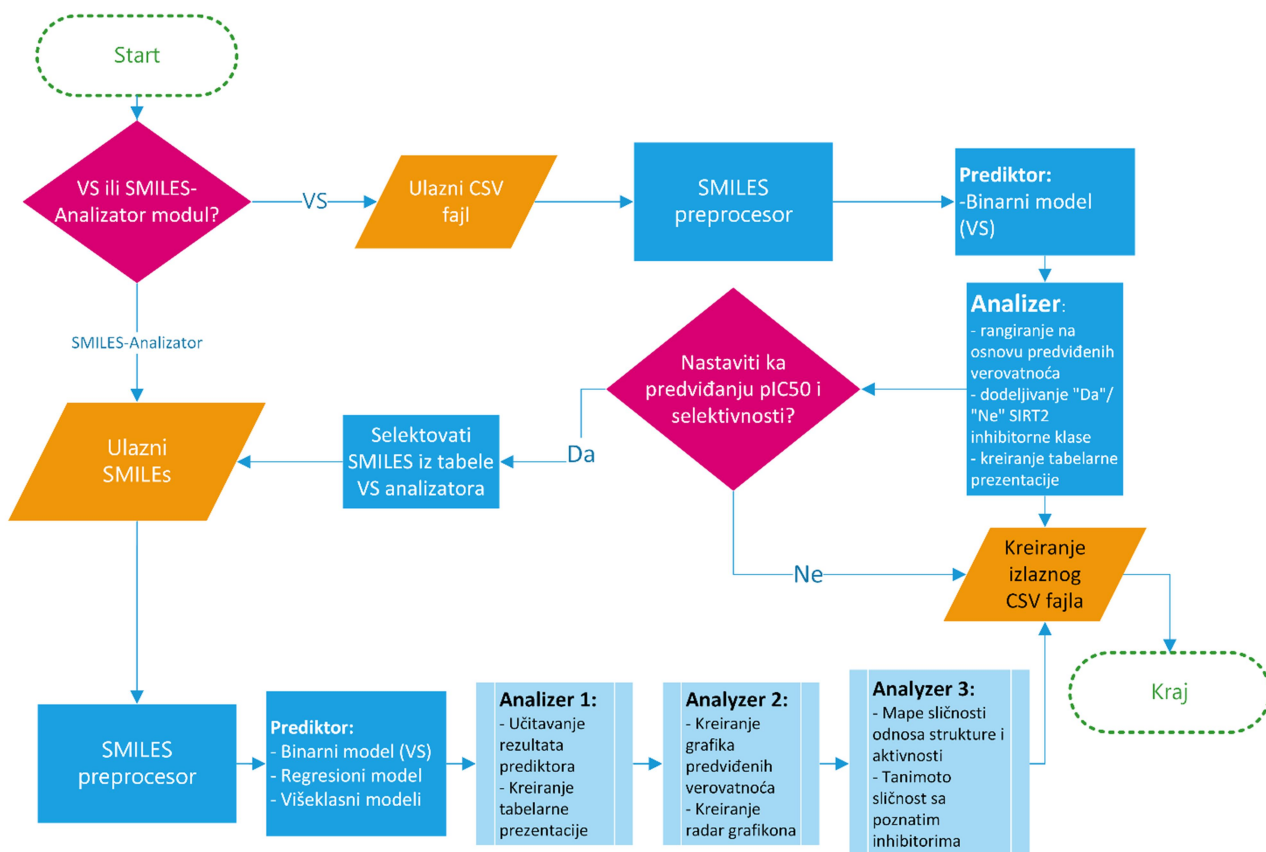 Start
VS ili SMILES-
Analizator modul?
VS
Ulazni CSV
fajl
SMILES
preprocesor
Prediktor:
-Binarni model
(VS)
Analizer:
- rangiranje na
osnovu predviđenih
verovatnoća
- dodeljivanje "Da"/
"Ne" SIRT2
inhibitorne klase
- kreiranje tabelarne
prezentacije
Nastaviti ka
predviđanju pIC50 i
selektivnosti?
SMILES-Analizator
Da
Selektovati
SMILES iz tabele
VS analizatora
Ulazni
SMILEs
Ne
Kreiranje
izlaznog
CSV fajla
Kraj
SMILES
preprocesor
Prediktor:
- Binarni model (VS)
- Regresioni model
- Višeklasni modeli
Analizer 1:
- Učitavanje
rezultata
prediktora
- Kreiranje
tabelarne
prezentacije
Analyzer 2:
- Kreiranje
grafika
predviđenih
verovatnoća
- Kreiranje
radar grafikona
Analyzer 3:
- Mape sličnosti
odnosa strukture i
aktivnosti
- Tanimoto
sličnost sa
poznatim
inhibitorima